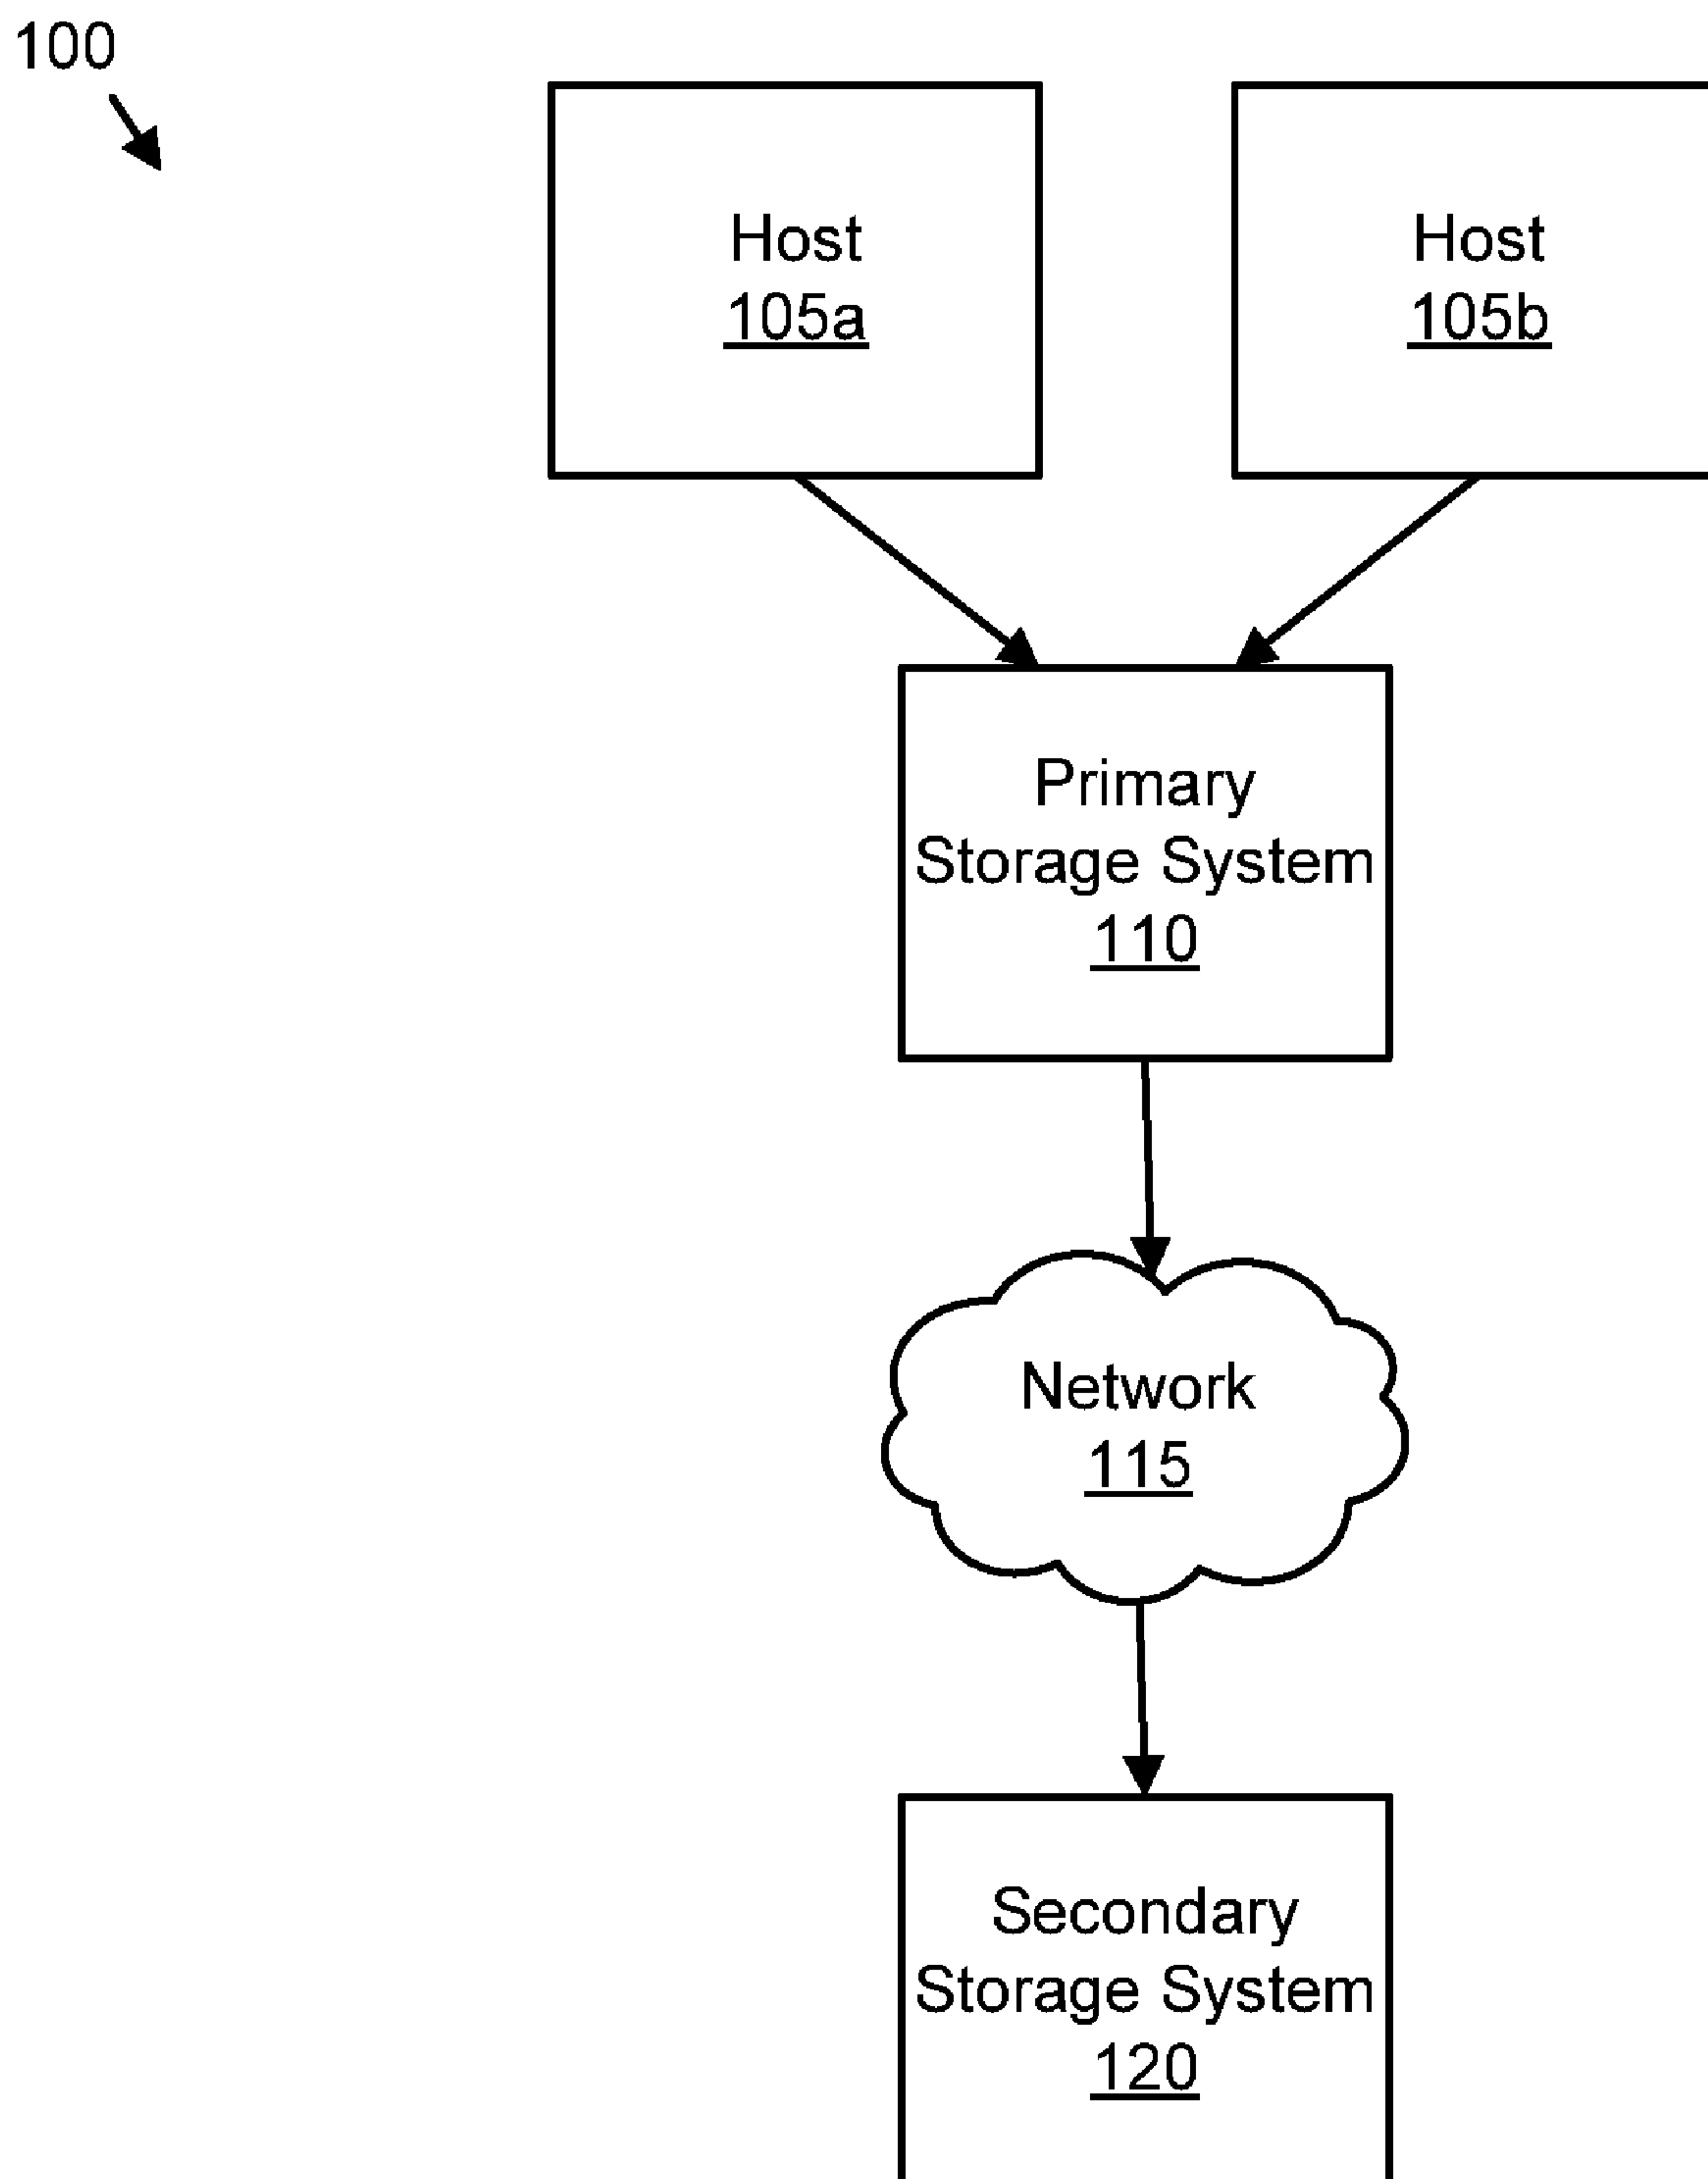 100
Host
105a
Host
105b
Primary
Storage System
110
Network
115
Secondary
Storage System
120